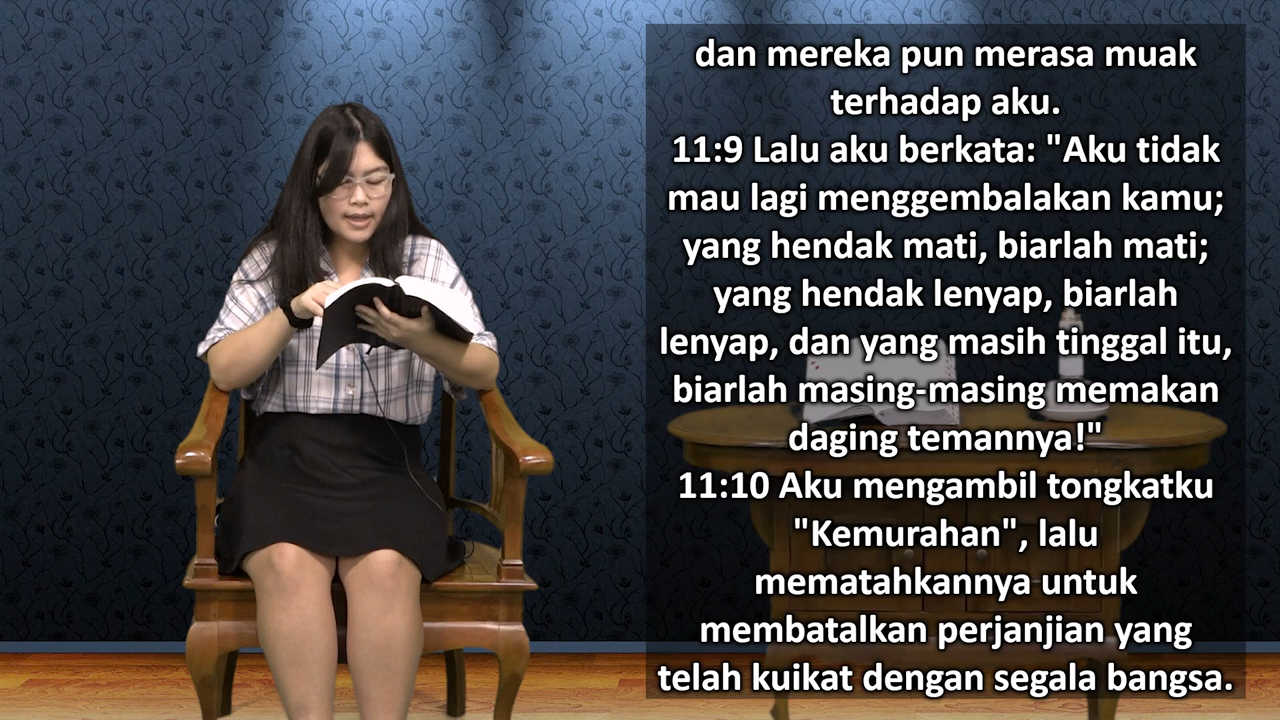 dan mereka pun merasa muak
terhadap aku.
11:9 Lalu aku berkata: "Aku tidak
mau lagi menggembalakan kamu;
yang hendak mati, biarlah mati;
yang hendak lenyap, biarlah
lenyap, dan yang masih tinggal itu,
biarlah masing-masing memakan
daging temannya!"
11:10 Aku mengambil tongkatku
"Kemurahan", lalu
mematahkannya untuk
membatalkan perjanjian yang
telah kuikat dengan segala bangsa.